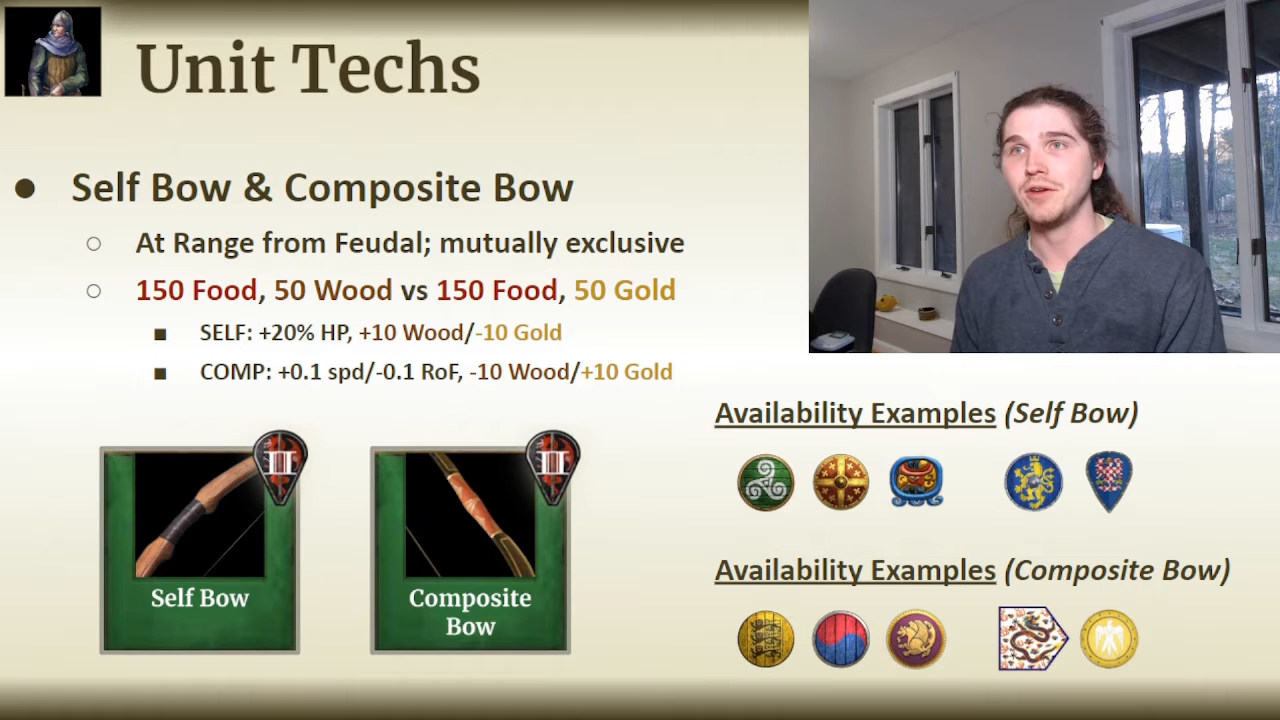 Unit Techs
● Self Bow & Composite Bow
○ At Range from Feudal; mutually exclusive
○ 150 Food, 50 Wood vs 150 Food, 50 Gold
■ SELF: +20% HP, +10 Wood/-10 Gold
■ COMP: +0.1 spd/-0.1 RoF, -10 Wood/+10 Gold
Availability Examples (Self Bow)
II
III
Self Bow
Composite
Bow
Availability Examples (Composite Bow)